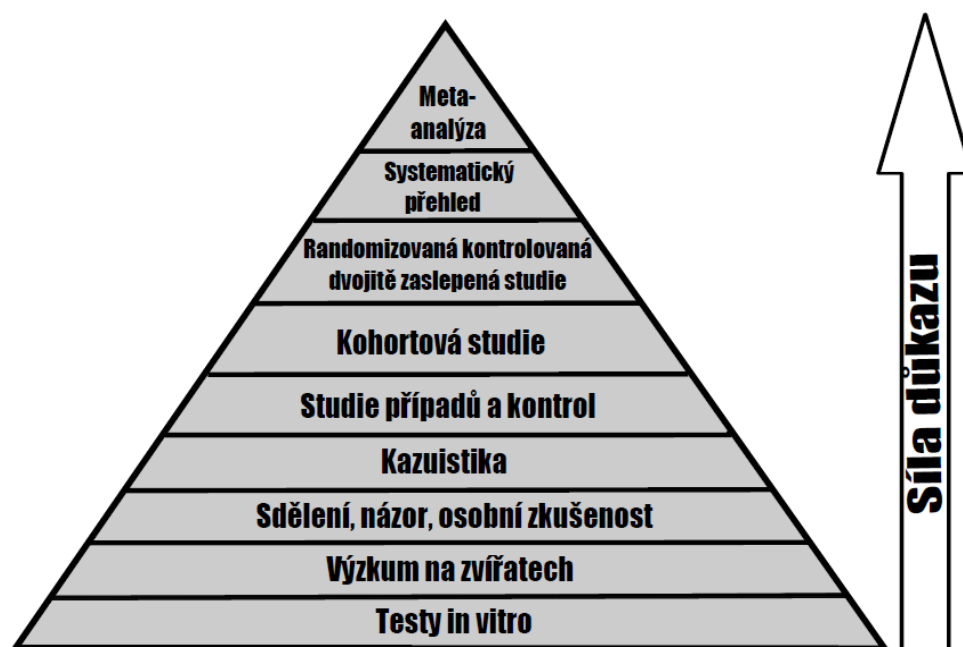 Meta-
analýza
Systematický
přehled
Randomizovaná kontrolovaná
dvojitě zaslepená studie
Kohortová studie
Studie případů a kontrol
Kazuistika
Sdělení, názor, osobní zkušenost
Výzkum na zvířatech
Testy in vitro
Síla důkazu